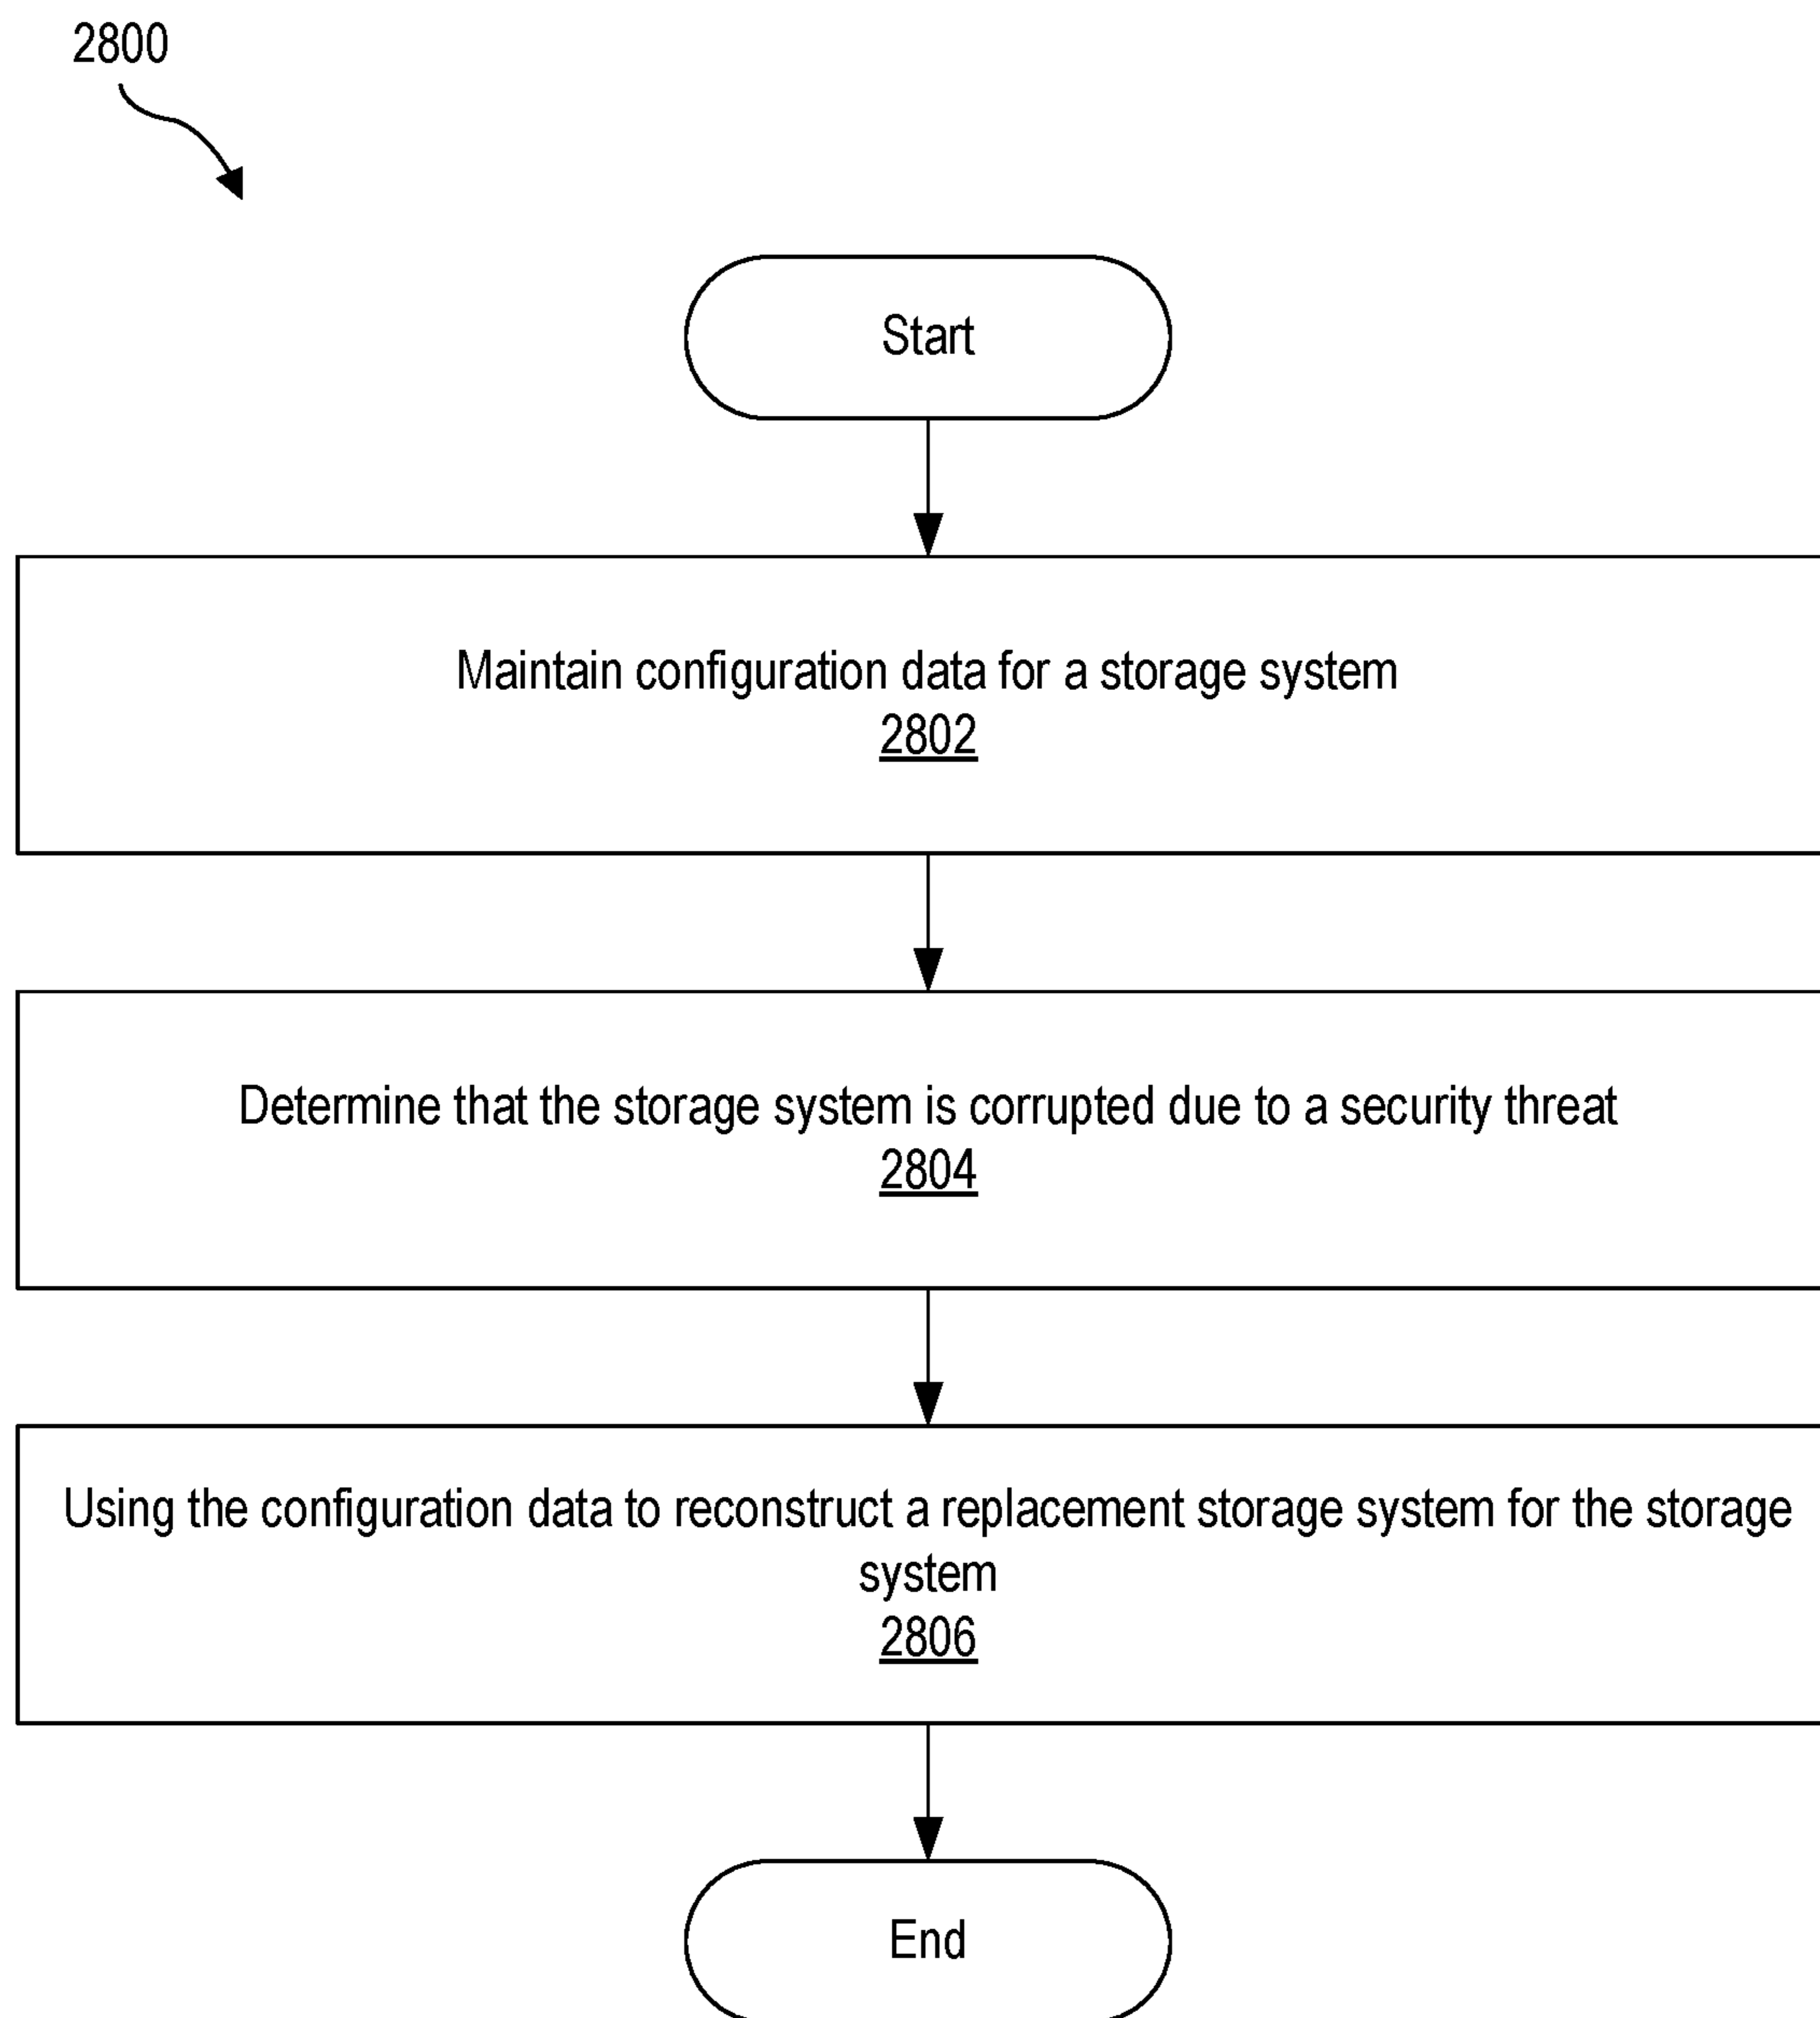 2800
Start
Maintain configuration data for a storage system
2802
Determine that the storage system is corrupted due to a security threat
2804
Using the configuration data to reconstruct a replacement storage system for the storage
system
2806
End